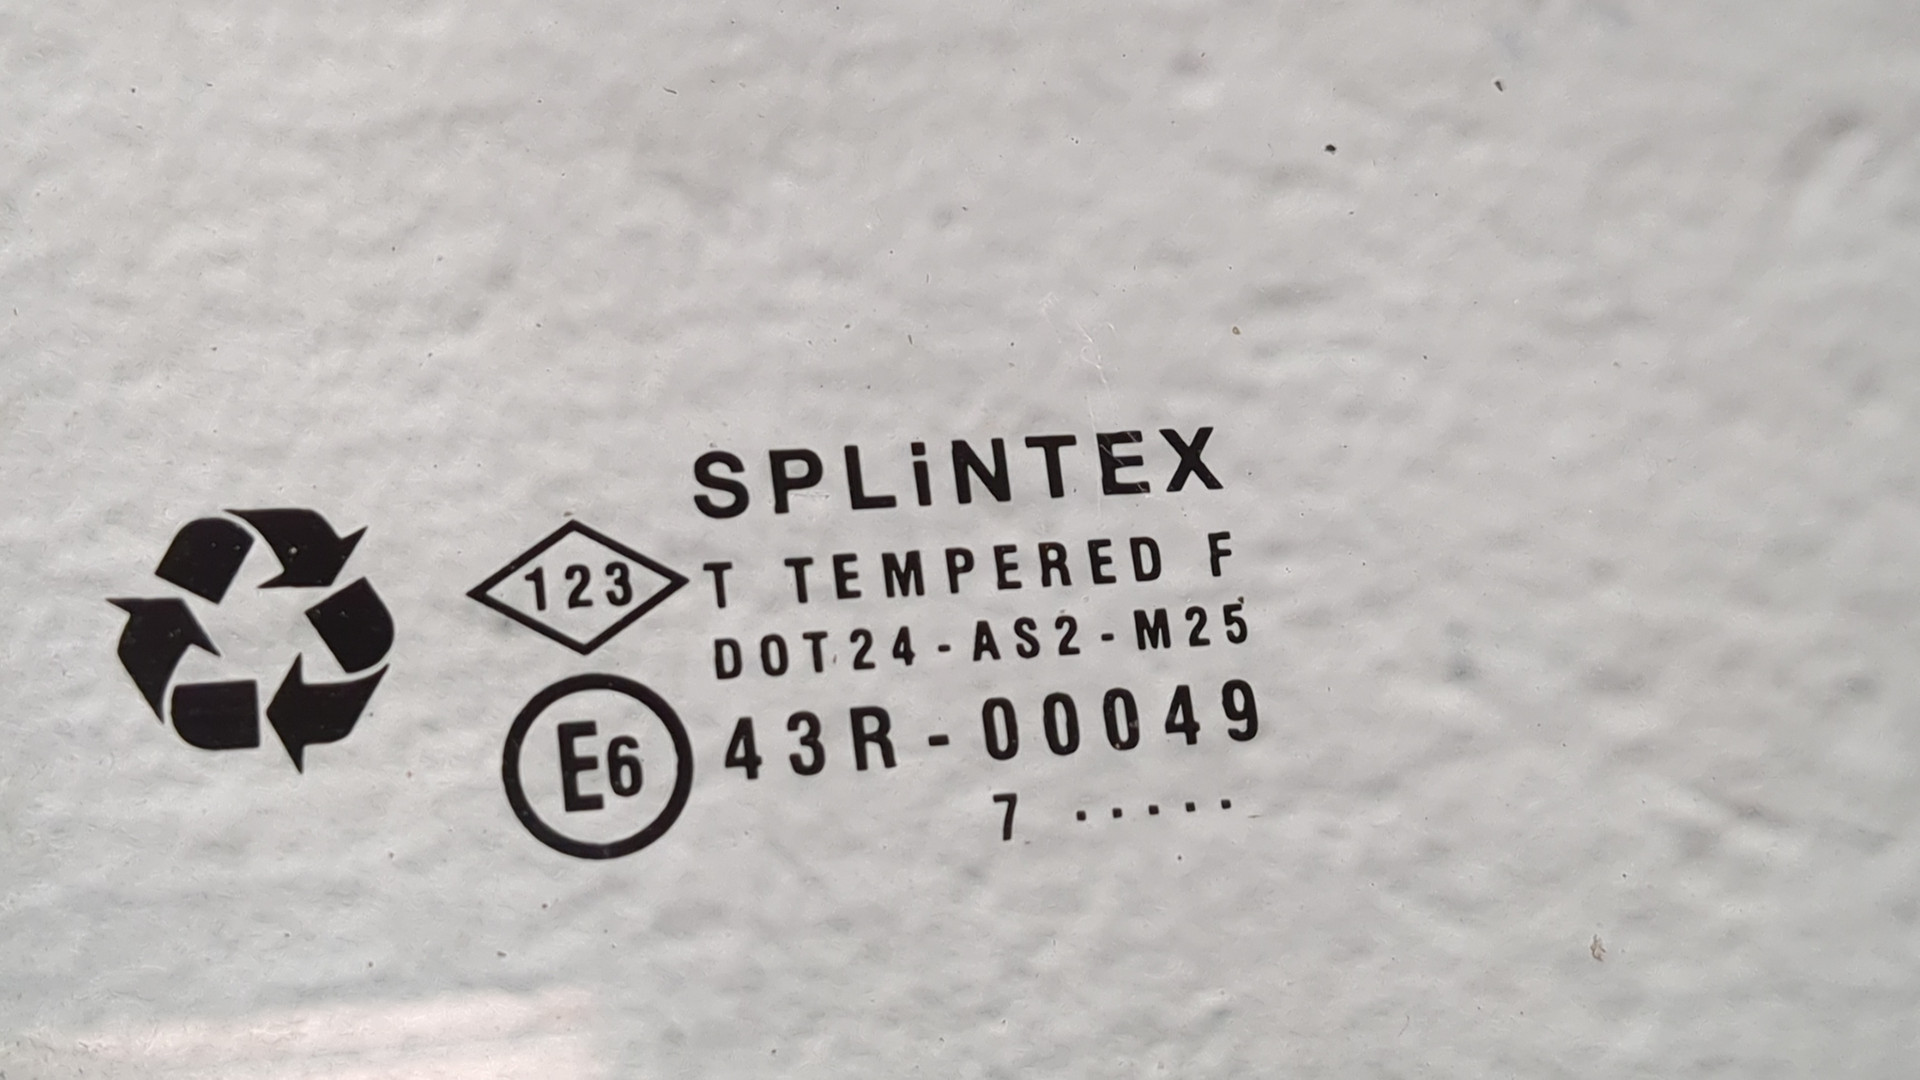 SPLiNTEX
123 T TEMPERED F
DOT24-AS2-M25
E6 43R-00049
7 .....